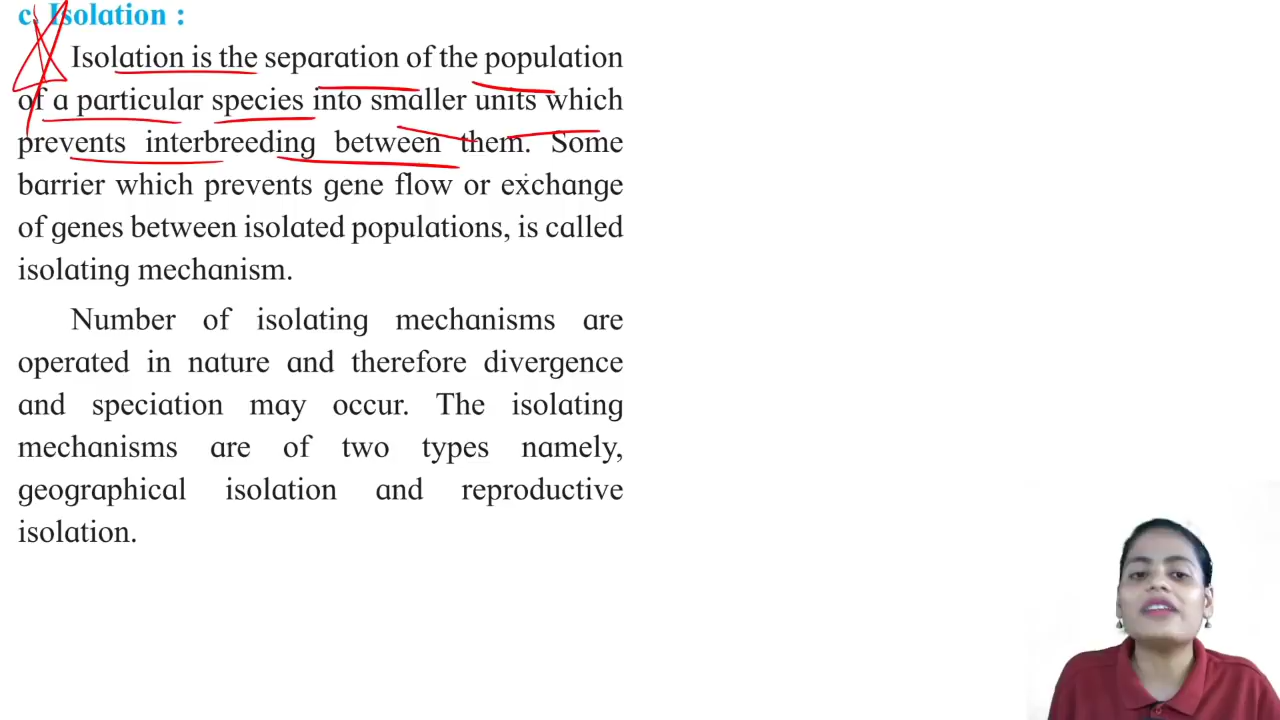 c. Isolation :
Isolation is the separation of the population
of a particular species into smaller units which
prevents interbreeding between them. Some
barrier which prevents gene flow or exchange
of genes between isolated populations, is called
isolating mechanism.
Number of isolating mechanisms are
operated in nature and therefore divergence
and speciation may occur. The isolating
mechanisms are of two types namely,
geographical isolation and reproductive
isolation.